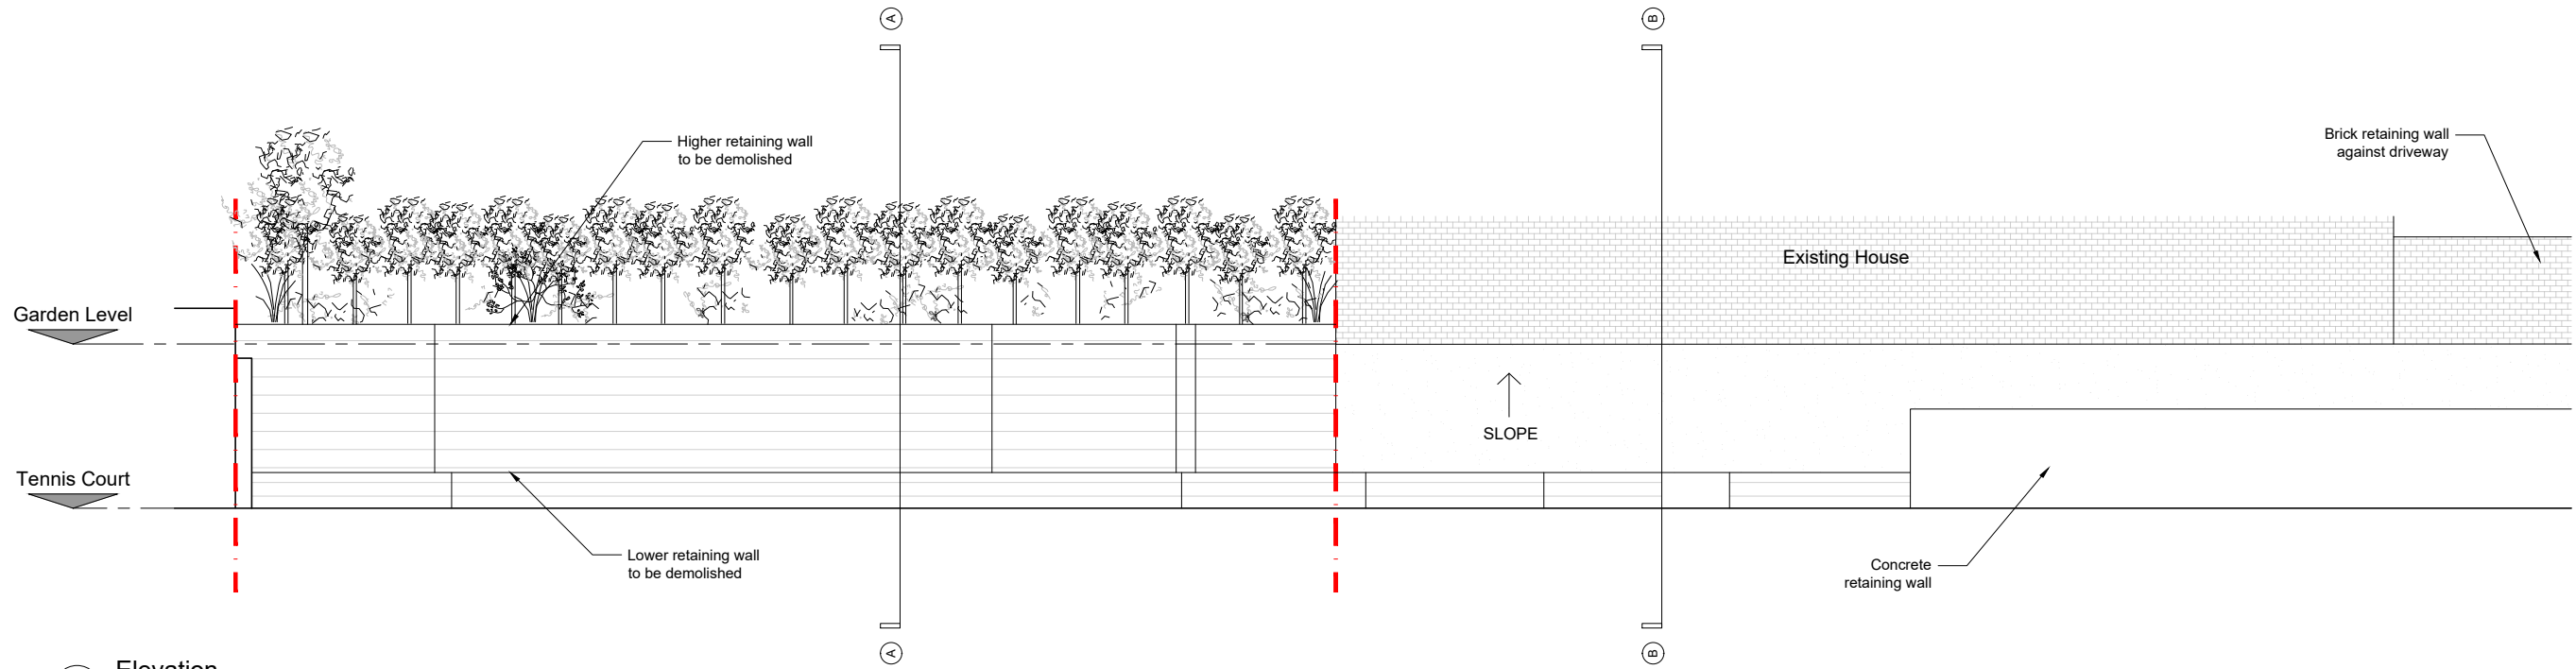 A
B
Higher retaining wall
to be demolished
Brick retaining wall
against driveway
Existing House
Garden Level
SLOPE
Tennis Court
Lower retaining wall
to be demolished
Concrete
retaining wall
A
B
Elevation